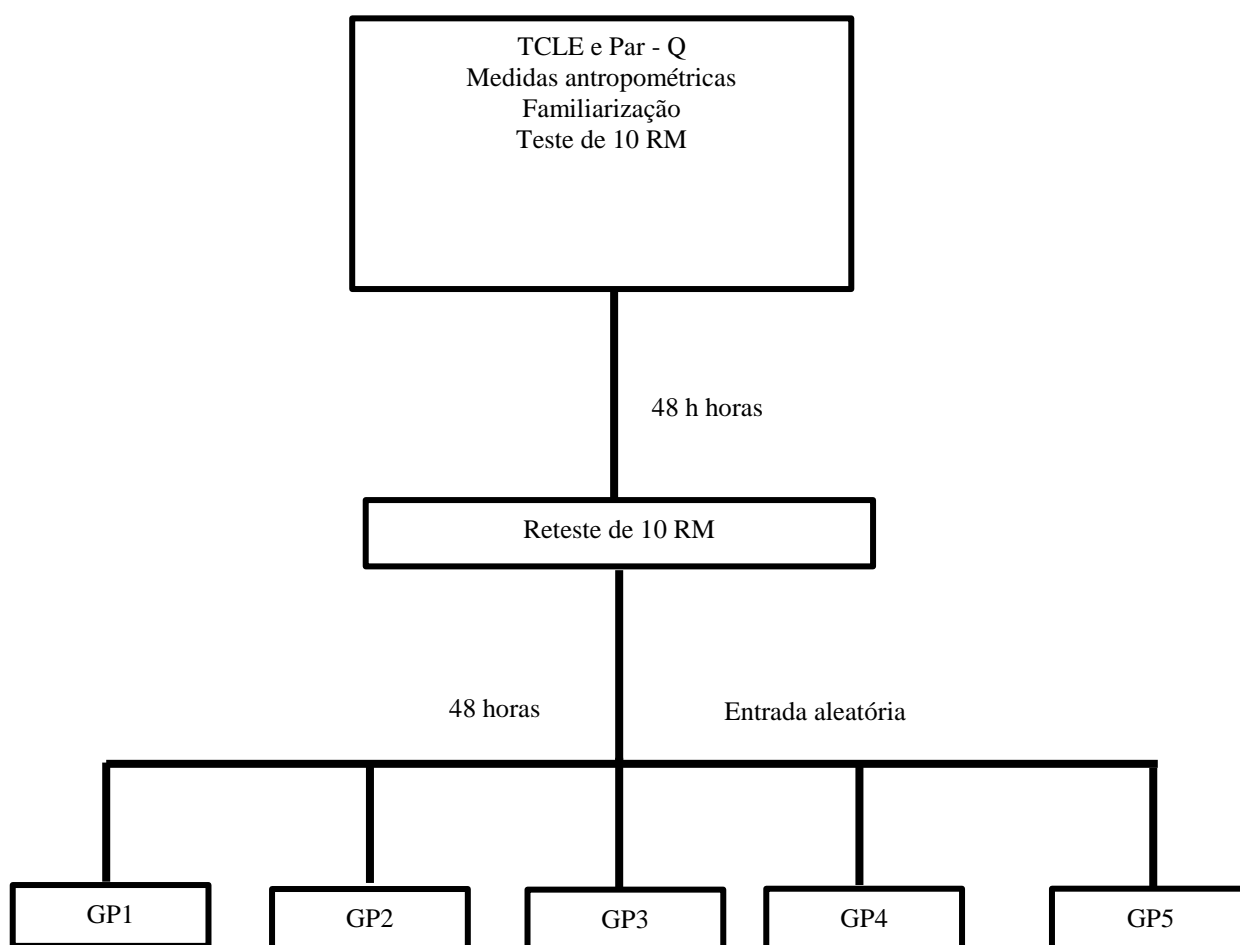 TCLE e Par - Q
Medidas antropométricas
Familiarização
Teste de 10 RM
48 h horas
Reteste de 10 RM
48 horas
Entrada aleatória
GP1
GP2
GP3
GP4
GP5